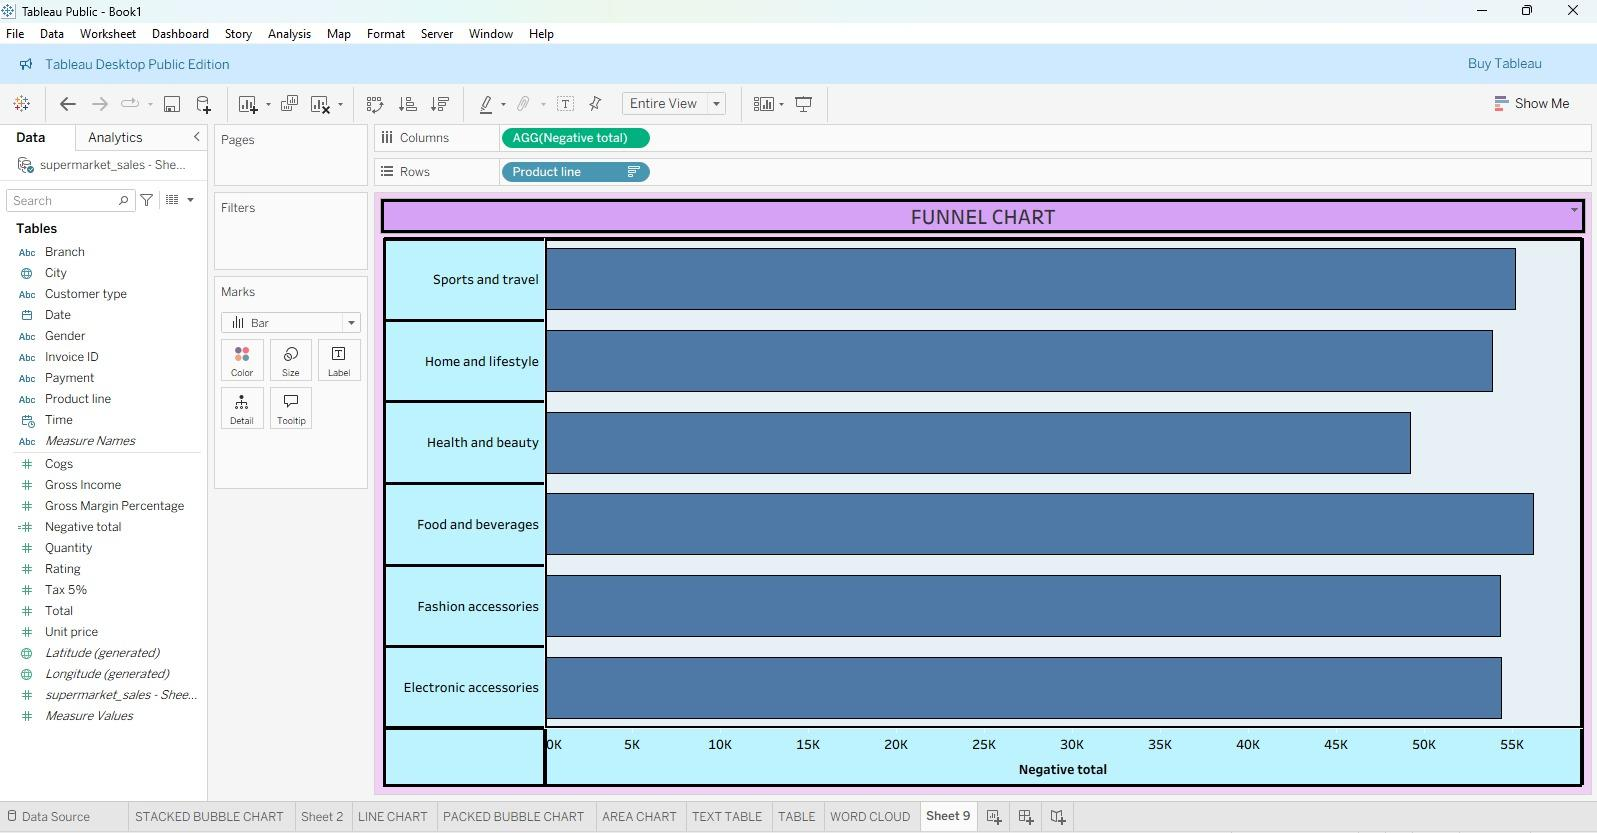 Tableau Public - Book1
File Data Worksheet Dashboard Story Analysis Map Format Server Window Help
Tableau Desktop Public Edition
Buy Tableau
Entire View
Show Me
Data Analytics
supermarket_sales - She...
Search
Tables
Abc Branch
City
Abc Customer type
Date
Abc Gender
Abc Invoice ID
Abc Payment
Abc Product line
Time
Abc Measure Names
# Cogs
# Gross Income
# Gross Margin Percentage
=# Negative total
# Quantity
# Rating
# Tax 5%
# Total
# Unit price
Latitude (generated)
Longitude (generated)
# supermarket_sales - Shee...
# Measure Values
Pages
Filters
Marks
Bar
Color Size Label
Detail Tooltip
Columns AGG(Negative total)
Rows Product line
FUNNEL CHART
Sports and travel
Home and lifestyle
Health and beauty
Food and beverages
Fashion accessories
Electronic accessories
0K 5K 10K 15K 20K 25K 30K 35K 40K 45K 50K 55K
Negative total
Data Source STACKED BUBBLE CHART Sheet 2 LINE CHART PACKED BUBBLE CHART AREA CHART TEXT TABLE TABLE WORD CLOUD Sheet 9